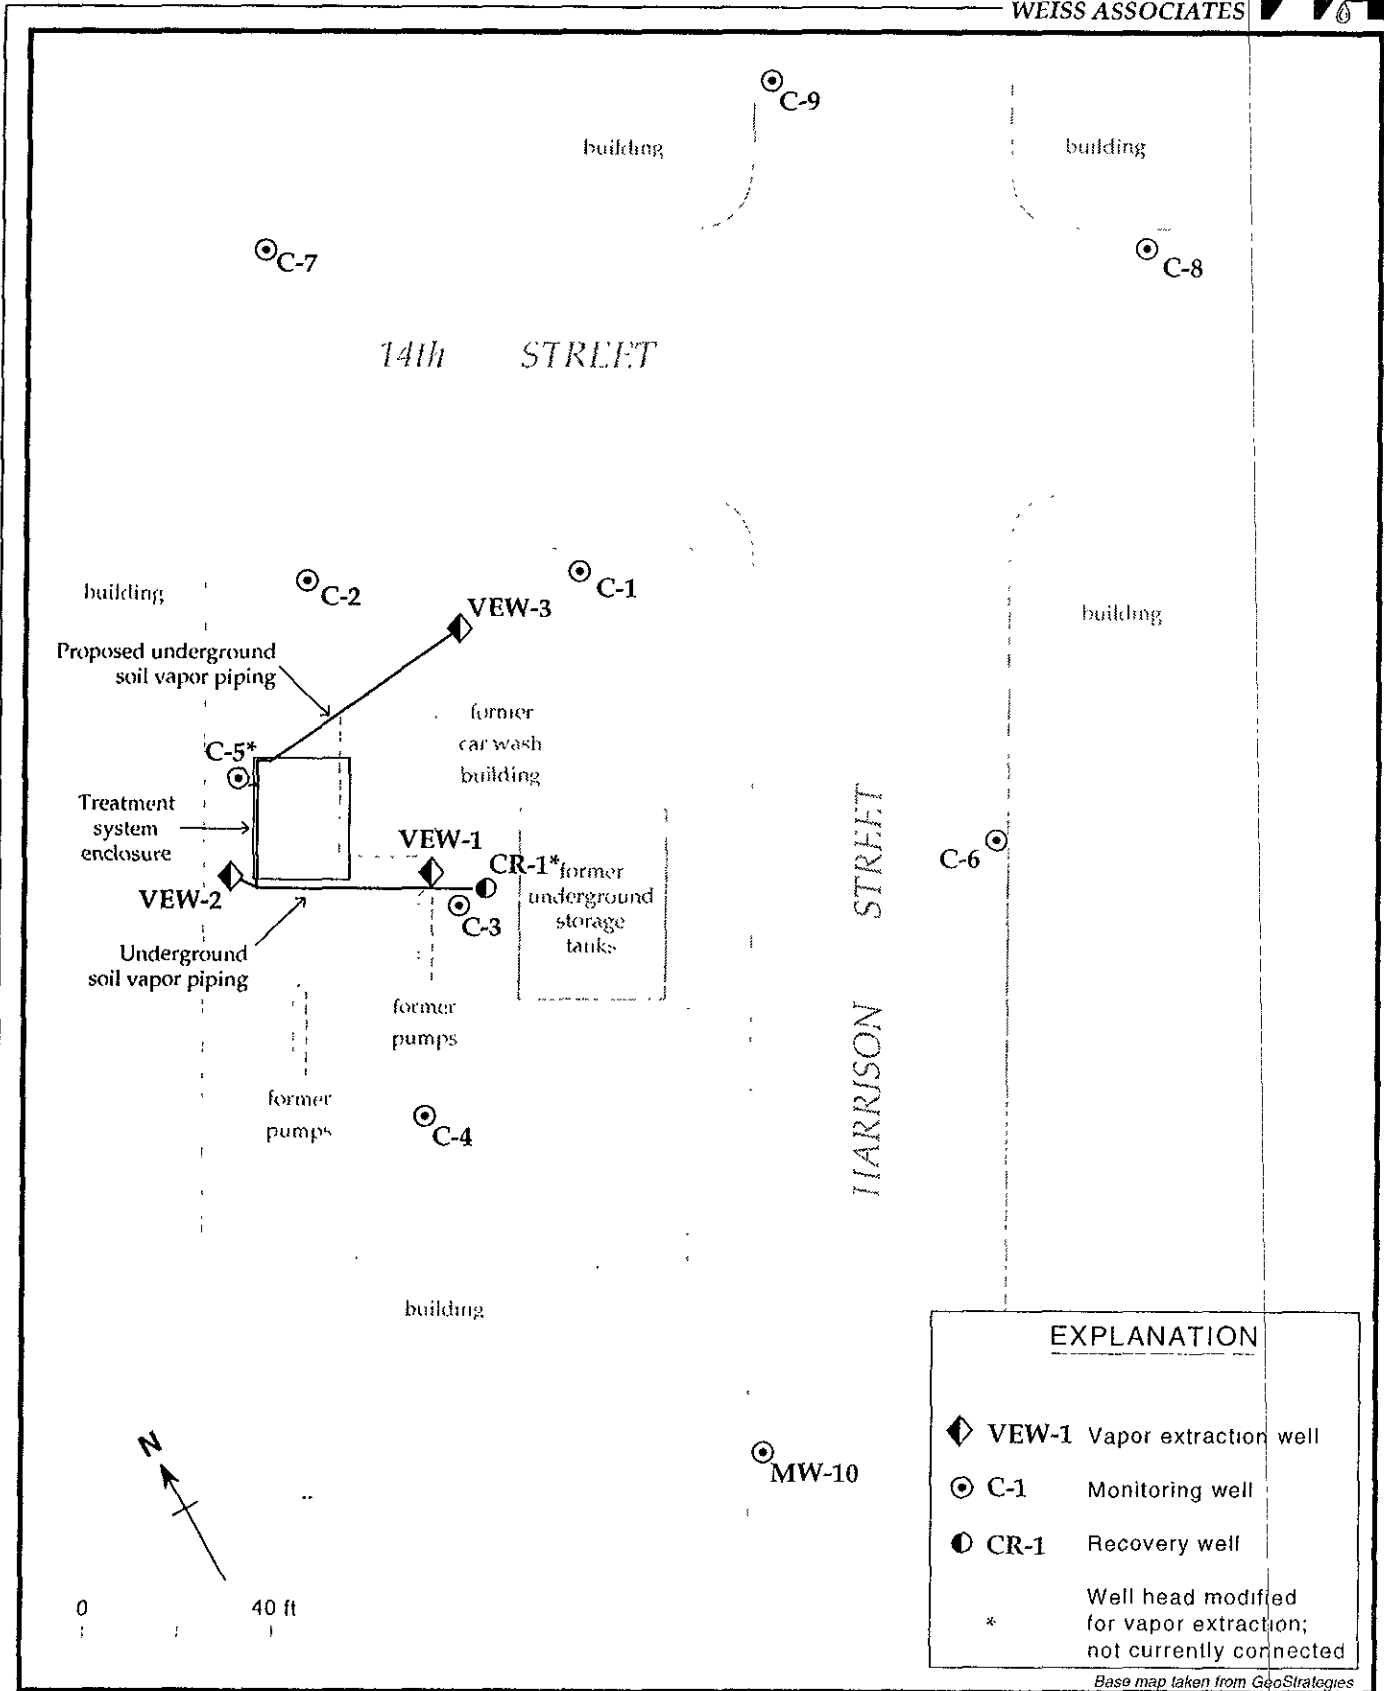 WEISS ASSOCIATES
C-9
building
building
C-7
C-8
14th STREET
building
C-2
C-1
VEW-3
building
Proposed underground
soil vapor piping
former
car wash
building
C-5*
Treatment
system
enclosure
VEW-1
CR-1*
former
underground
storage
tanks
C-6
VEW-2
C-3
Underground
soil vapor piping
former
pumps
former
pumps
C-4
HARRISON STREET
building
MW-10
N
0 40 ft
EXPLANATION
VEW-1 Vapor extraction well
C-1 Monitoring well
CR-1 Recovery well
* Well head modified
for vapor extraction;
not currently connected
Base map taken from GeoStrategies